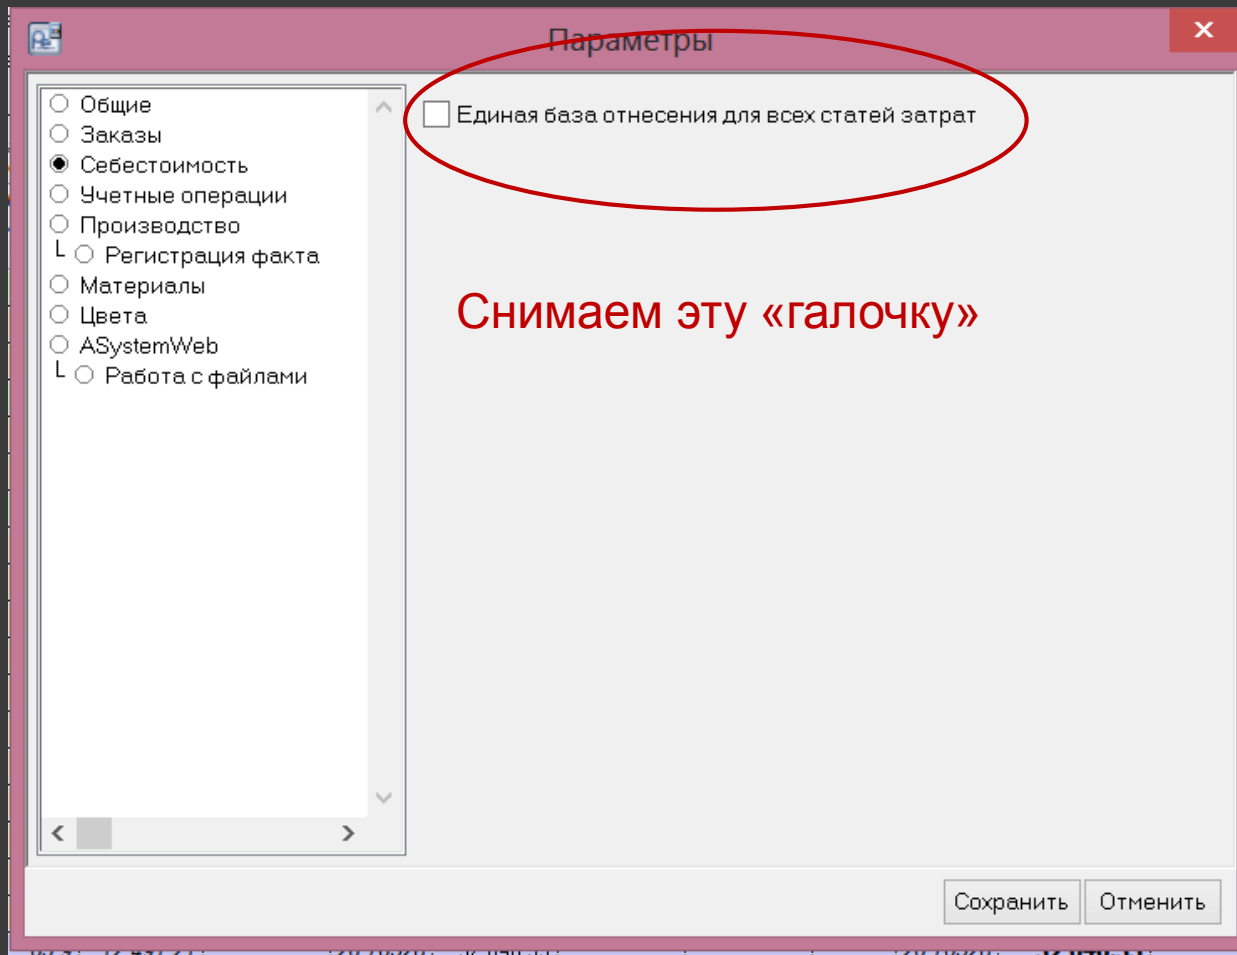 Параметры
Общие
Заказы
Себестоимость
Учетные операции
Производство
Регистрация факта
Материалы
Цвета
ASystemWeb
Работа с файлами
Единая база отнесения для всех статей затрат
Снимаем эту «галочку»
Сохранить
Отменить